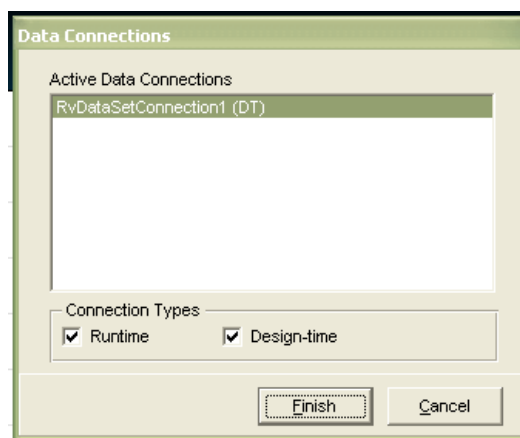 Data Connections
Active Data Connections
RvDataSetConnection1 (DT)
Connection Types
Runtime Design-time
Finish Cancel